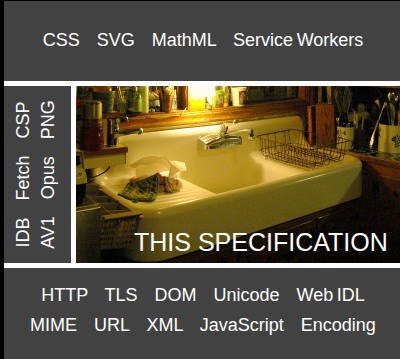 CSS SVG MathML Service Workers
IDB Fetch CSP
AV1 Opus PNG
THIS SPECIFICATION
HTTP TLS DOM Unicode Web IDL
MIME URL XML JavaScript Encoding